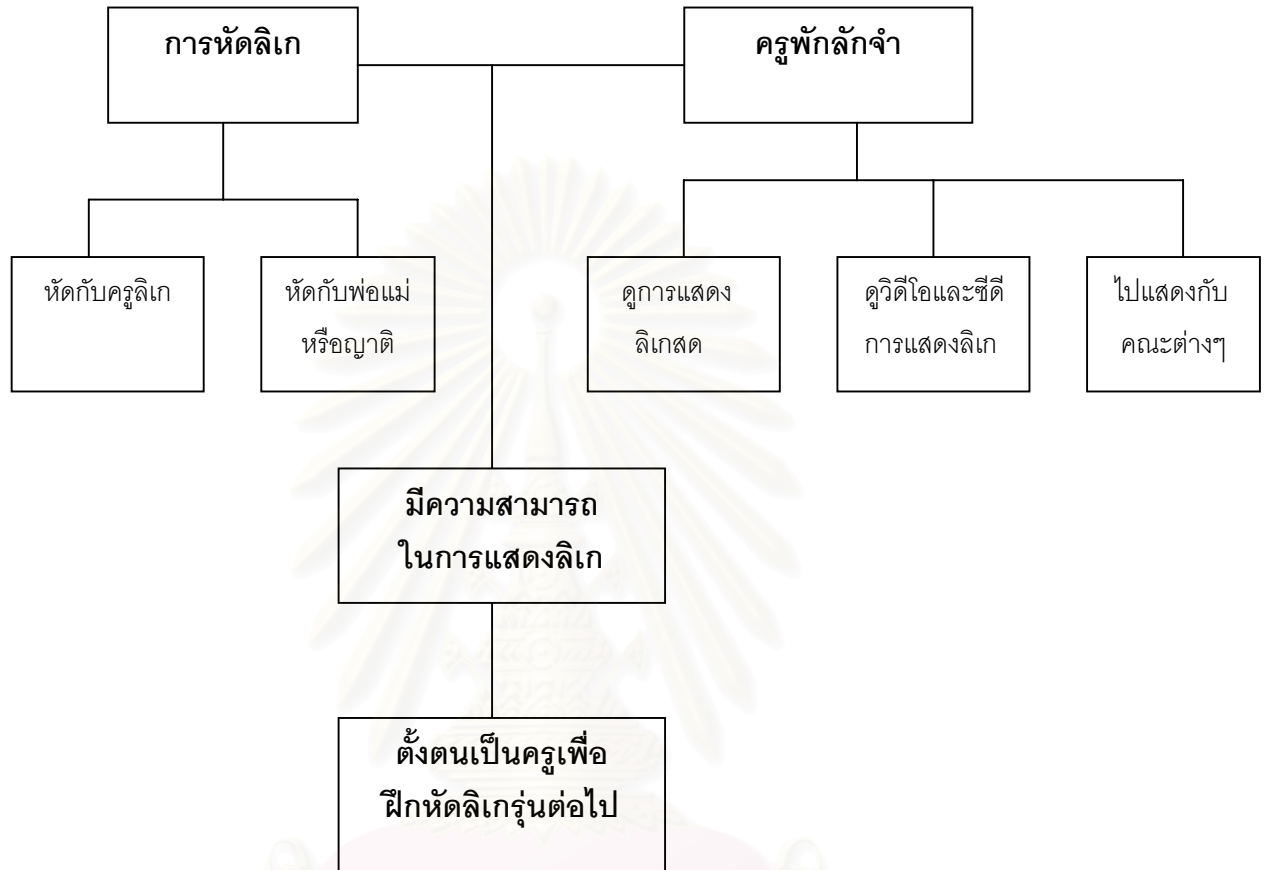 การหัดลิเก
ครูพักลักจำ
หัดกับครูลิเก
หัดกับพ่อแม่
หรือญาติ
ดูการแสดง
ลิเกสด
ดูวิดีโอและซีดี
การแสดงลิเก
ไปแสดงกับ
คณะต่างๆ
มีความสามารถ
ในการแสดงลิเก
ตั้งตนเป็นครูเพื่อ
ฝึกหัดลิเกรุ่นต่อไป